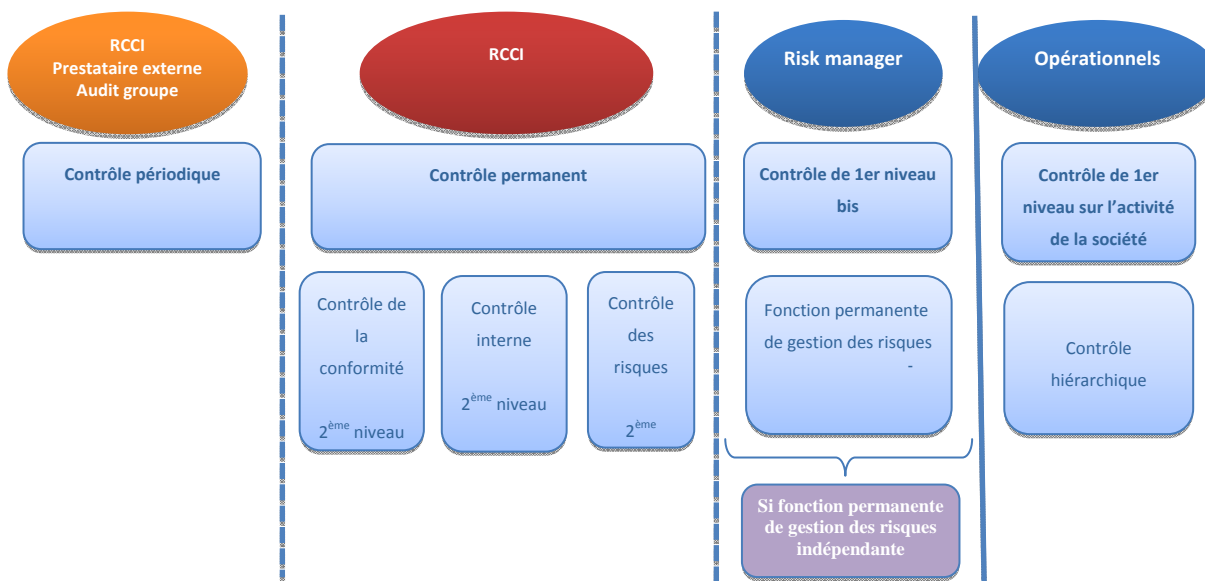 RCCI
Prestataire externe
Audit groupe
Contrôle périodique
RCCI
Contrôle permanent
Contrôle de
la
conformité
2ème niveau
Contrôle
interne
2ème niveau
Contrôle
des
risques
2ème
Risk manager
Contrôle de 1er niveau
bis
Fonction permanente
de gestion des risques
-
Si fonction permanente
de gestion des risques
indépendante
Opérationnels
Contrôle de 1er
niveau sur l’activité
de la société
Contrôle
hiérarchique